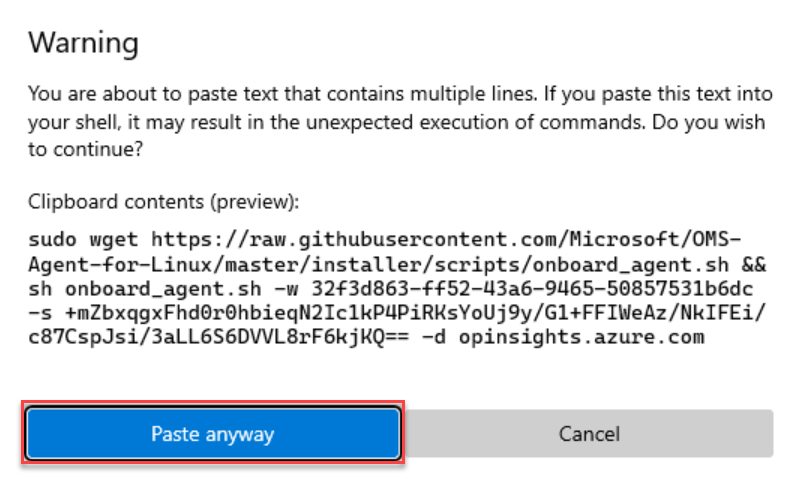 Warning
You are about to paste text that contains multiple lines. If you paste this text into
your shell, it may result in the unexpected execution of commands. Do you wish
to continue?
Clipboard contents (preview):
sudo wget https://raw.githubusercontent.com/Microsoft/OMS-
Agent-for-Linux/master/installer/scripts/onboard_agent.sh &&
sh onboard_agent.sh -w 32f3d863-ff52-43a6-9465-50857531b6dc
-s +mZbxqgxFhd0r0hbieqN2Ic1kP4PiRKsYoUj9y/G1+FFIWeAz/NkIFEi/
c87CspJsi/3aLL6S6DVVL8rF6kjKQ== -d opinsights.azure.com
Paste anyway
Cancel